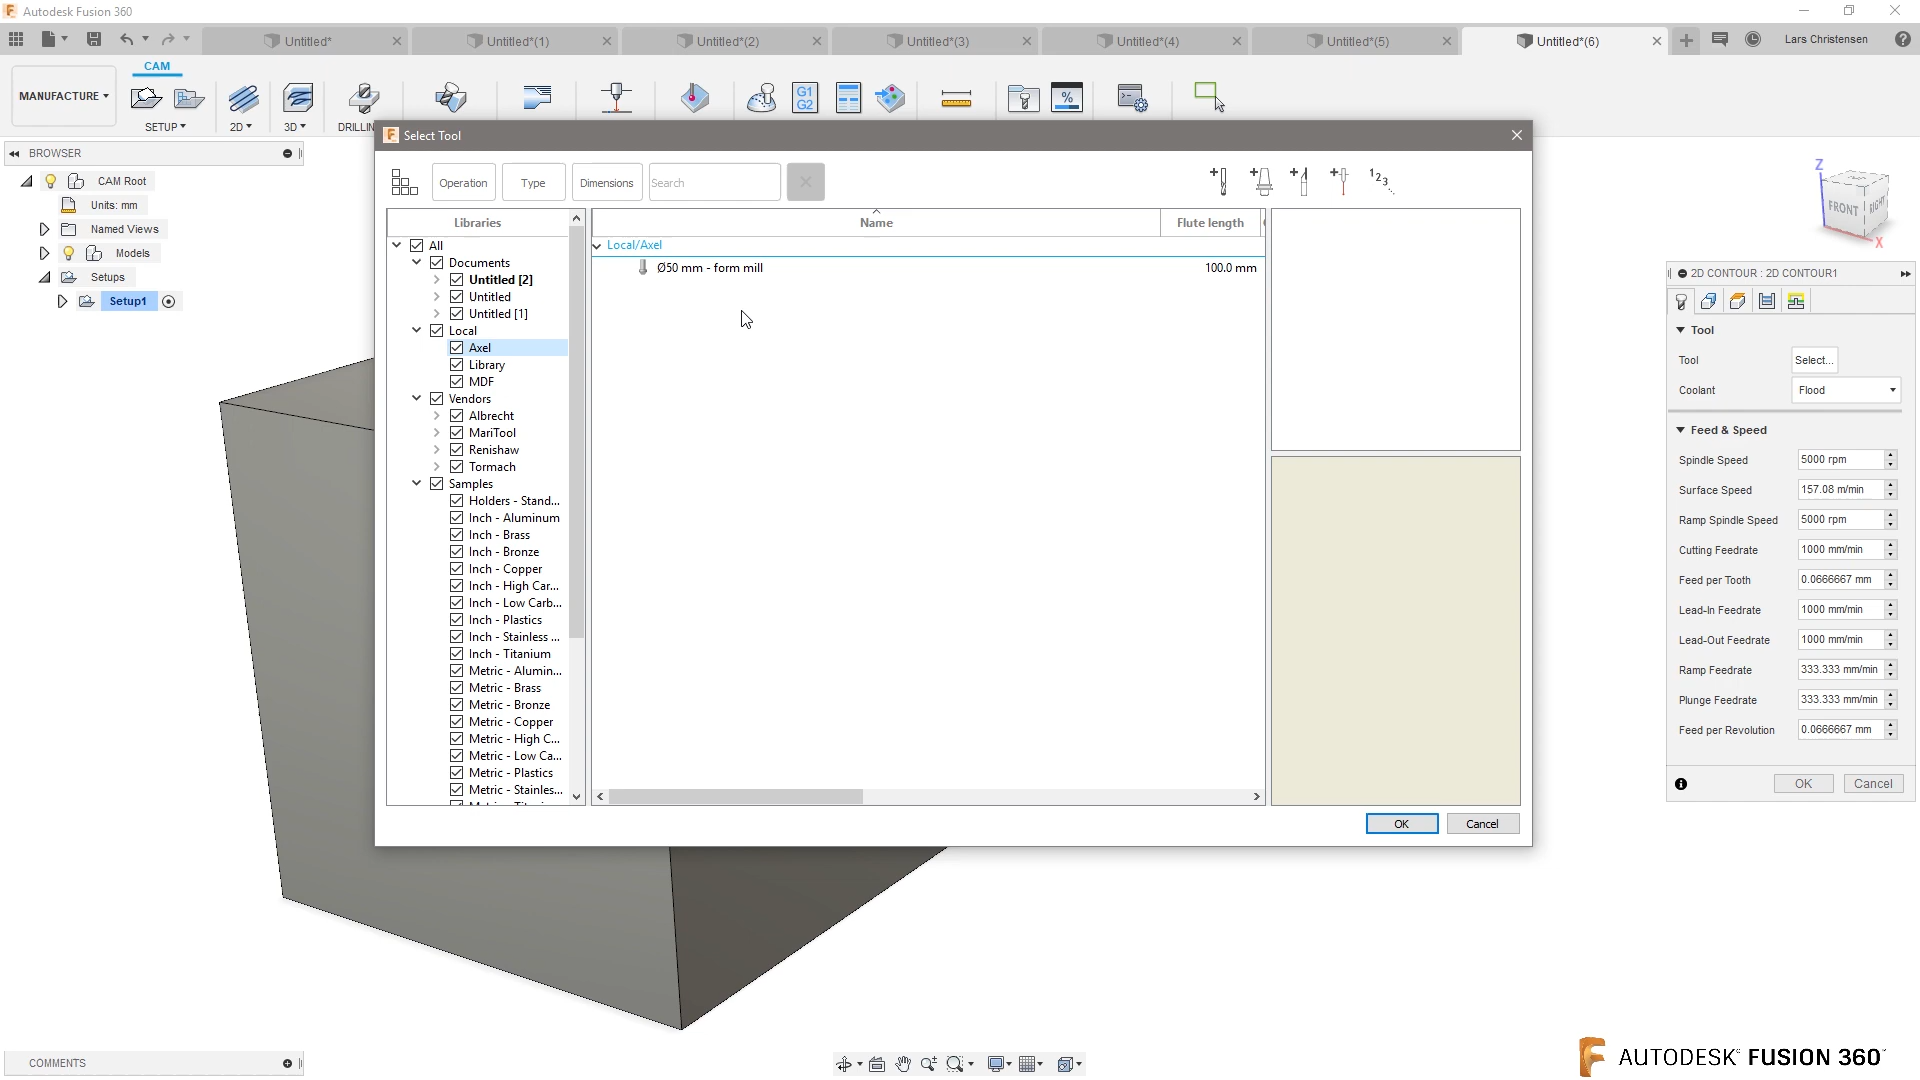 Autodesk Fusion 360
Untitled*
Untitled*(1)
Untitled*(2)
Untitled*(3)
Untitled*(4)
Untitled*(5)
Untitled*(6)
Lars Christensen
CAM
MANUFACTURE
SETUP
2D
3D
DRILLIN
G1
G2
%
BROWSER
CAM Root
Units: mm
Named Views
Models
Setups
Setup1
Select Tool
Operation
Type
Dimensions
Search
123
Libraries
Name
Flute length
All
Documents
Untitled [2]
Untitled
Untitled [1]
Local
Axel
Library
MDF
Vendors
Albrecht
MariTool
Renishaw
Tormach
Samples
Holders - Stand...
Inch - Aluminum
Inch - Brass
Inch - Bronze
Inch - Copper
Inch - High Car...
Inch - Low Carb...
Inch - Plastics
Inch - Stainless ...
Inch - Titanium
Metric - Alumin...
Metric - Brass
Metric - Bronze
Metric - Copper
Metric - High C...
Metric - Low Ca...
Metric - Plastics
Metric - Stainles...
Local/Axel
Ø50 mm - form mill
100.0 mm
OK
Cancel
Z
FRONT
RIGHT
X
2D CONTOUR : 2D CONTOUR1
Tool
Tool
Select...
Coolant
Flood
Feed & Speed
Spindle Speed
5000 rpm
Surface Speed
157.08 m/min
Ramp Spindle Speed
5000 rpm
Cutting Feedrate
1000 mm/min
Feed per Tooth
0.0666667 mm
Lead-In Feedrate
1000 mm/min
Lead-Out Feedrate
1000 mm/min
Ramp Feedrate
333.333 mm/min
Plunge Feedrate
333.333 mm/min
Feed per Revolution
0.0666667 mm
OK
Cancel
COMMENTS
AUTODESK® FUSION 360™